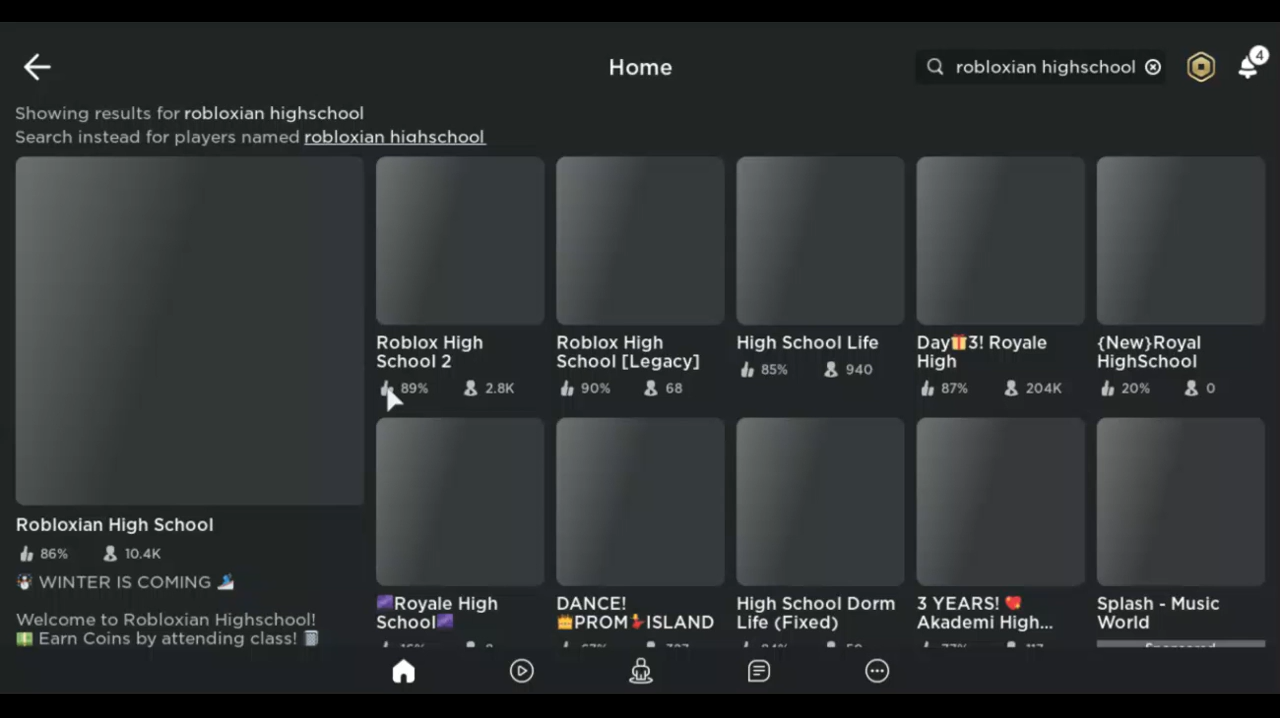 Home
robloxian highschool
4
Showing results for robloxian highschool
Search instead for players named robloxian highschool
Robloxian High School
86% 10.4K
☃️ WINTER IS COMING 🏂
Welcome to Robloxian Highschool!
💵 Earn Coins by attending class! 📓
Roblox High
School 2
89% 2.8K
Roblox High
School [Legacy]
90% 68
High School Life
85% 940
Day🎁3! Royale
High
87% 204K
{New}Royal
HighSchool
20% 0
🟪Royale High
School🟪
DANCE!
👑PROM💃ISLAND
High School Dorm
Life (Fixed)
3 YEARS! 💘
Akademi High...
Splash - Music
World
Sponsored